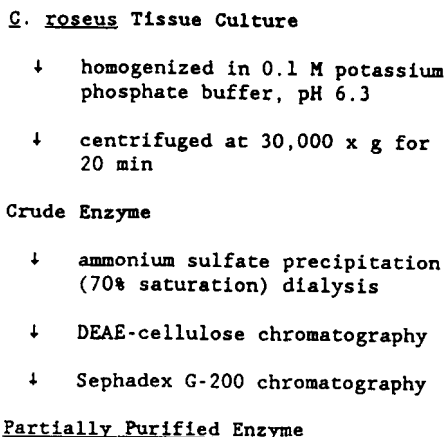 C. roseus Tissue Culture
↓ homogenized in 0.1 M potassium
phosphate buffer, pH 6.3
↓ centrifuged at 30,000 x g for
20 min
Crude Enzyme
↓ ammonium sulfate precipitation
(70% saturation) dialysis
↓ DEAE-cellulose chromatography
↓ Sephadex G-200 chromatography
Partially Purified Enzyme